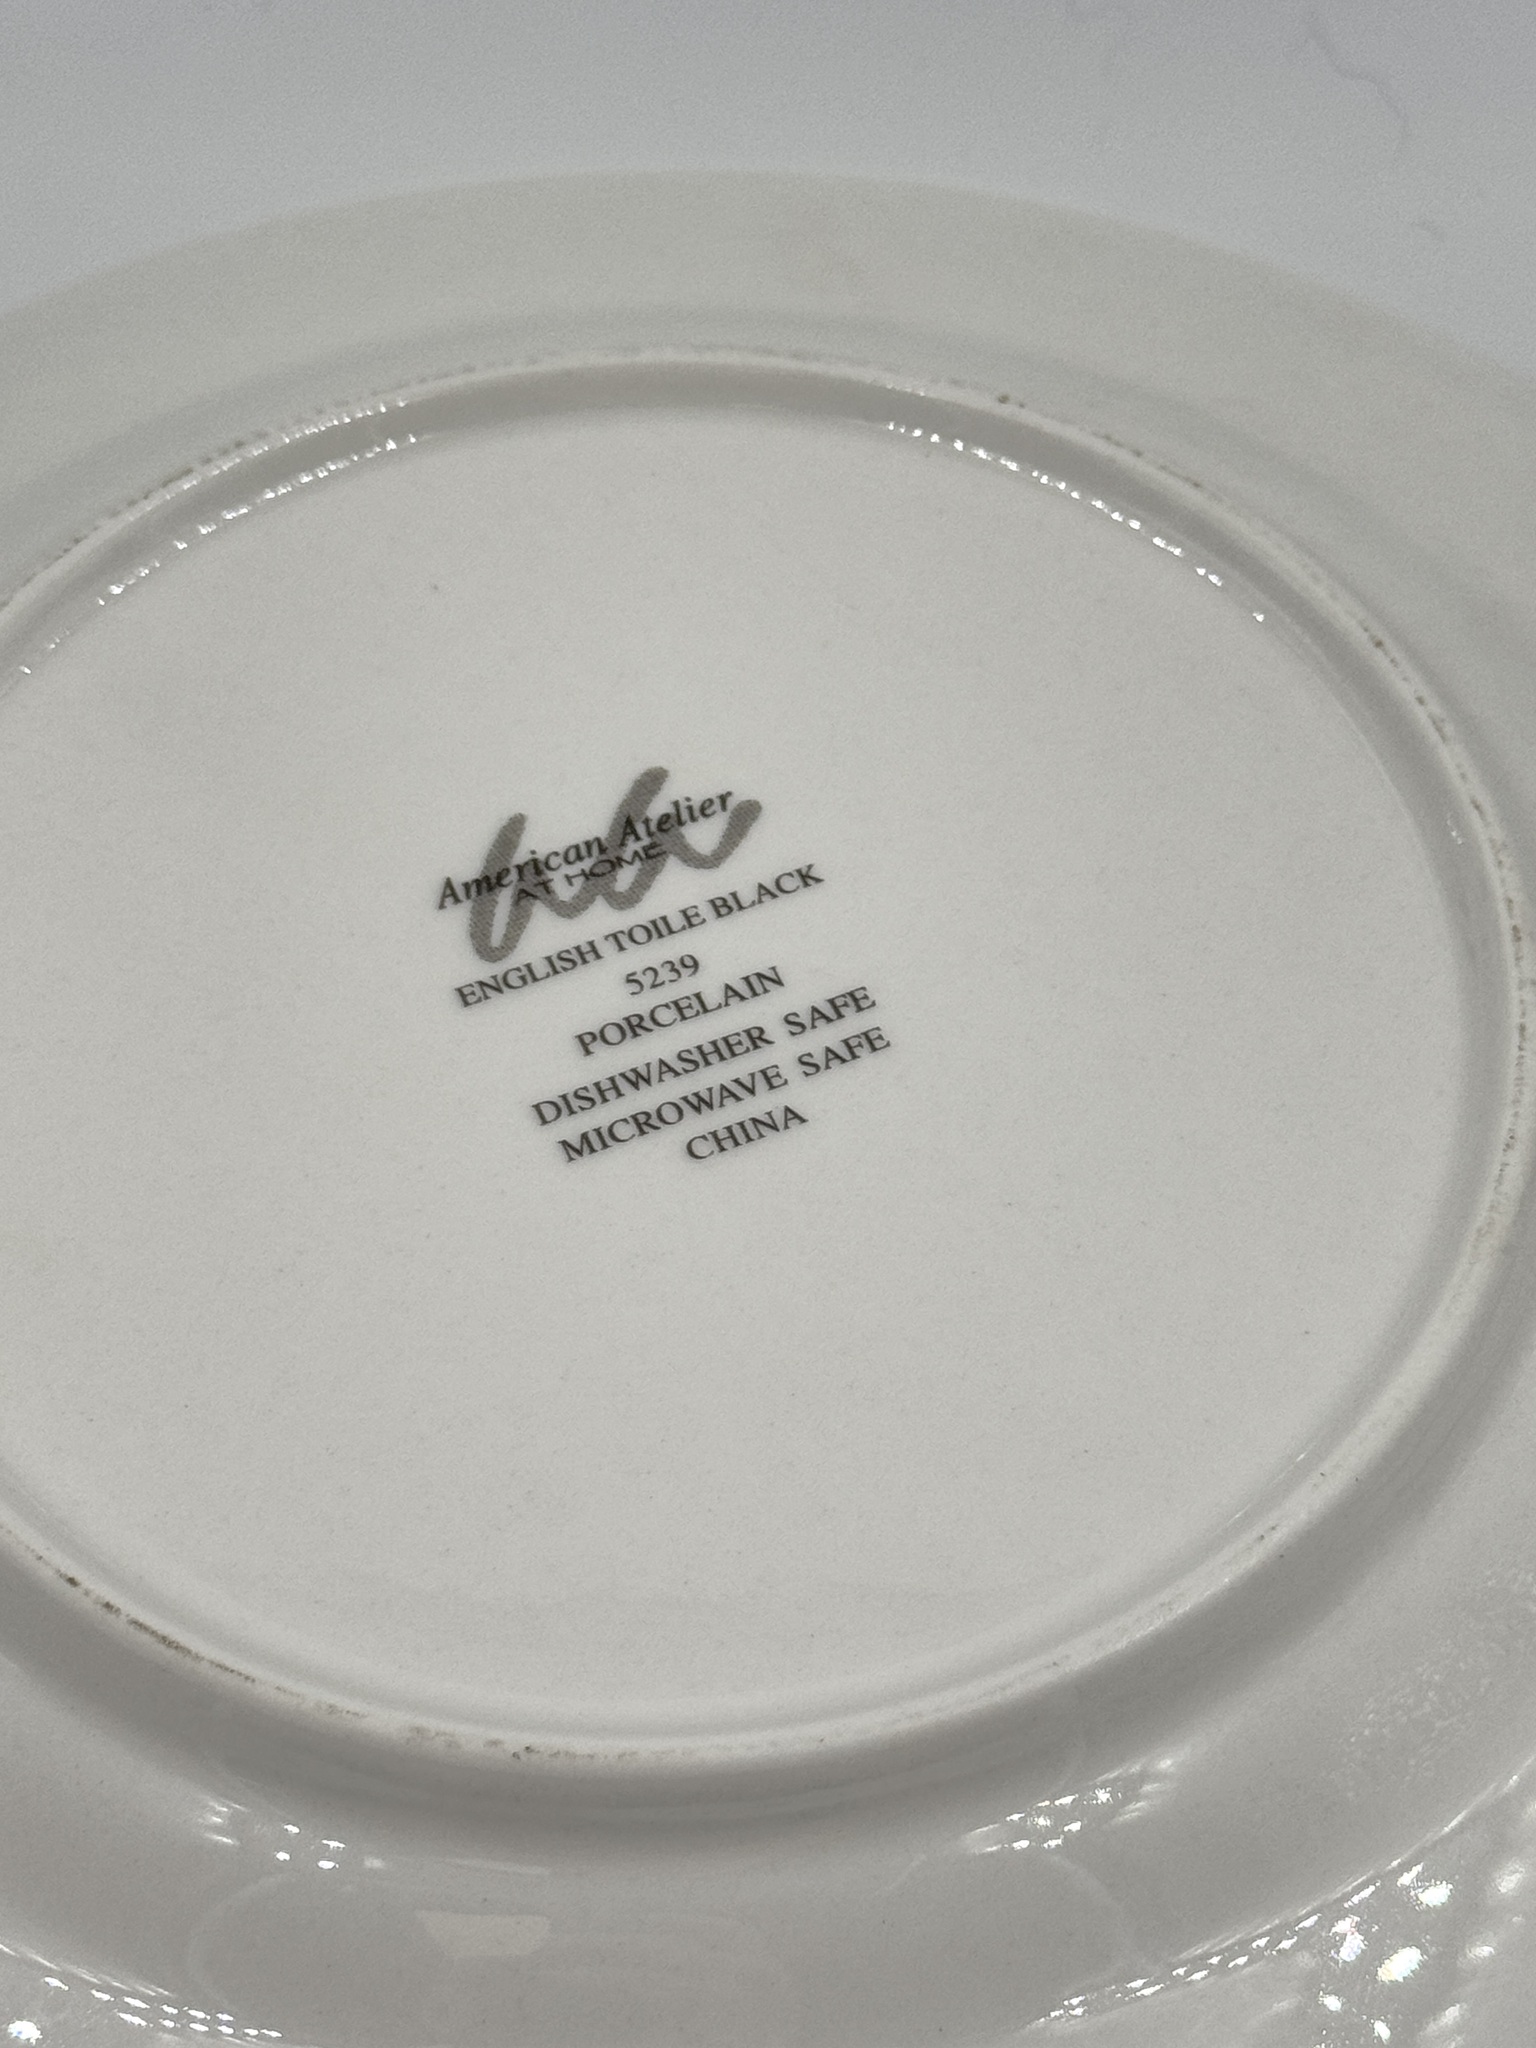 American Atelier
AT HOME
ENGLISH TOILE BLACK
5239
PORCELAIN
DISHWASHER SAFE
MICROWAVE SAFE
CHINA